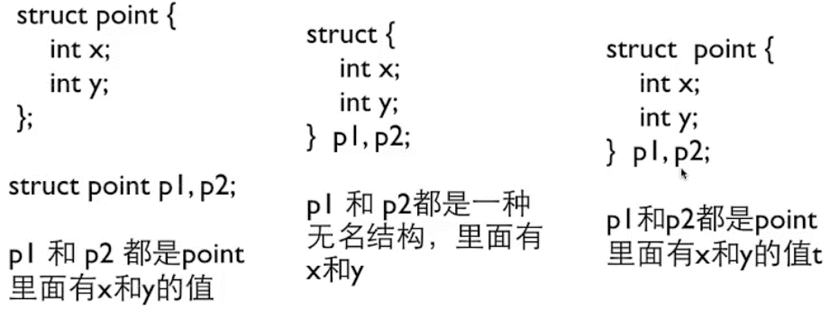 struct point {
int x;
int y;
};
struct point p1, p2;
p1 和 p2 都是point
里面有x和y的值
struct {
int x;
int y;
} p1, p2;
p1 和 p2都是一种
无名结构，里面有
x和y
struct point {
int x;
int y;
} p1, p2;
p1和p2都是point
里面有x和y的值t